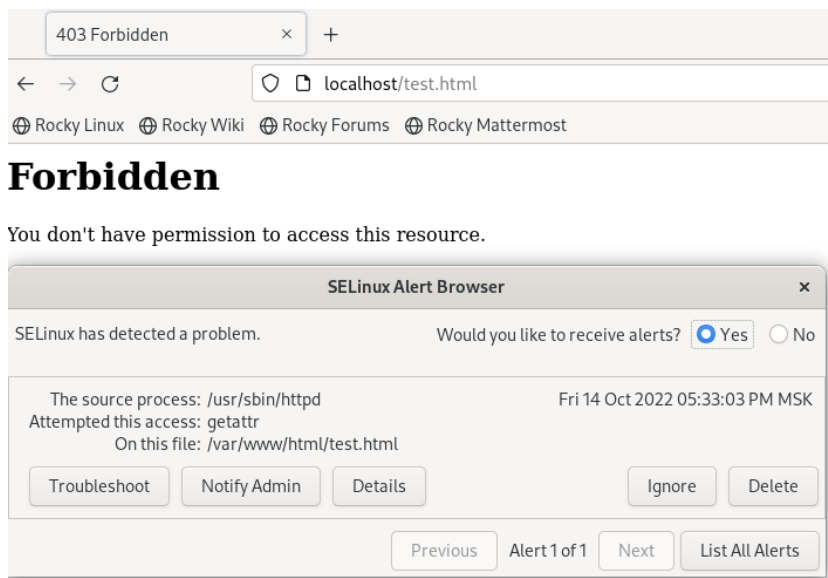 403 Forbidden
localhost/test.html
Rocky Linux Rocky Wiki Rocky Forums Rocky Mattermost
Forbidden
You don't have permission to access this resource.
SELinux Alert Browser
SELinux has detected a problem. Would you like to receive alerts? Yes No
The source process: /usr/sbin/httpd Fri 14 Oct 2022 05:33:03 PM MSK
Attempted this access: getattr
On this file: /var/www/html/test.html
Troubleshoot Notify Admin Details Ignore Delete
Previous Alert 1 of 1 Next List All Alerts